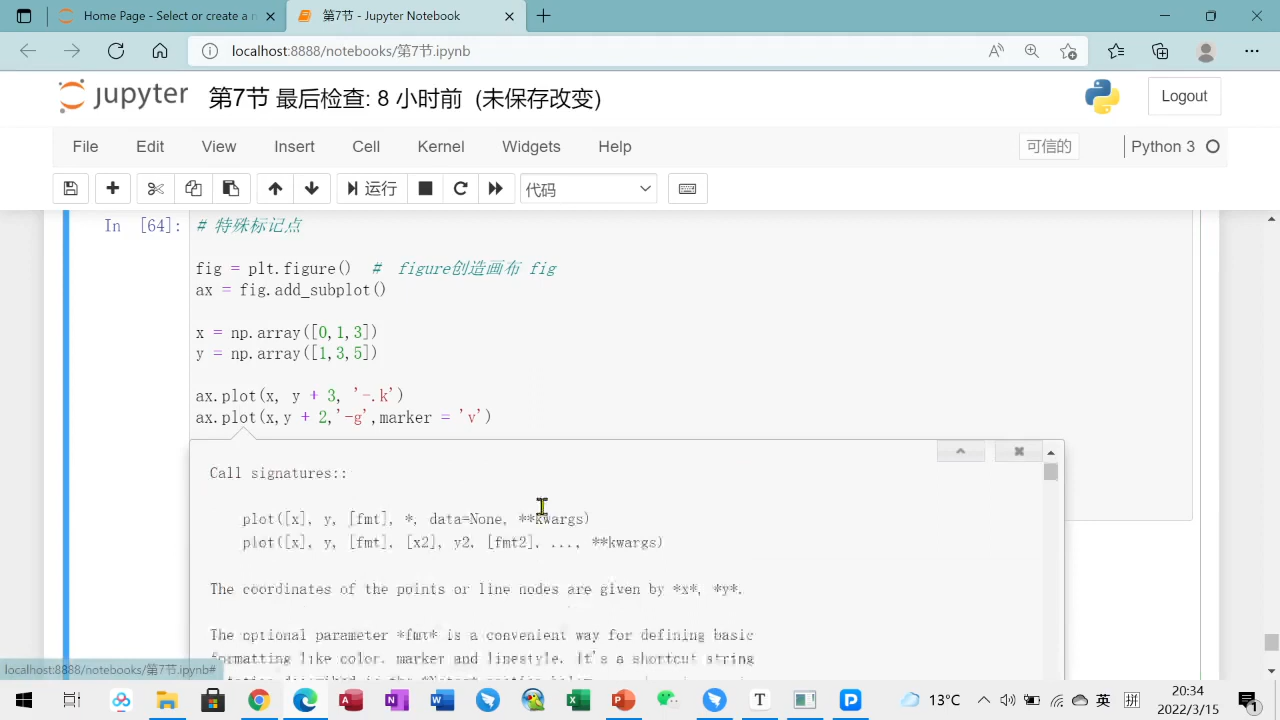 Home Page - Select or create a n
第7节 - Jupyter Notebook
localhost:8888/notebooks/第7节.ipynb
jupyter 第7节 最后检查: 8 小时前 (未保存改变)
Logout
File Edit View Insert Cell Kernel Widgets Help
可信的
Python 3
运行
代码
In [64]:
# 特殊标记点
fig = plt.figure()  #  figure创造画布 fig
ax = fig.add_subplot()
x = np.array([0,1,3])
y = np.array([1,3,5])
ax.plot(x, y + 3, '-.k')
ax.plot(x,y + 2,'-g',marker = 'v')
Call signatures::
plot([x], y, [fmt], *, data=None, **kwargs)
plot([x], y, [fmt], [x2], y2, [fmt2], ..., **kwargs)
The coordinates of the points or line nodes are given by *x*, *y*.
The optional parameter *fmt* is a convenient way for defining basic
formatting like color, marker and linestyle. It's a shortcut string
localhost:8888/notebooks/第7节.ipynb#
13°C
英
拼
20:34
2022/3/15
1